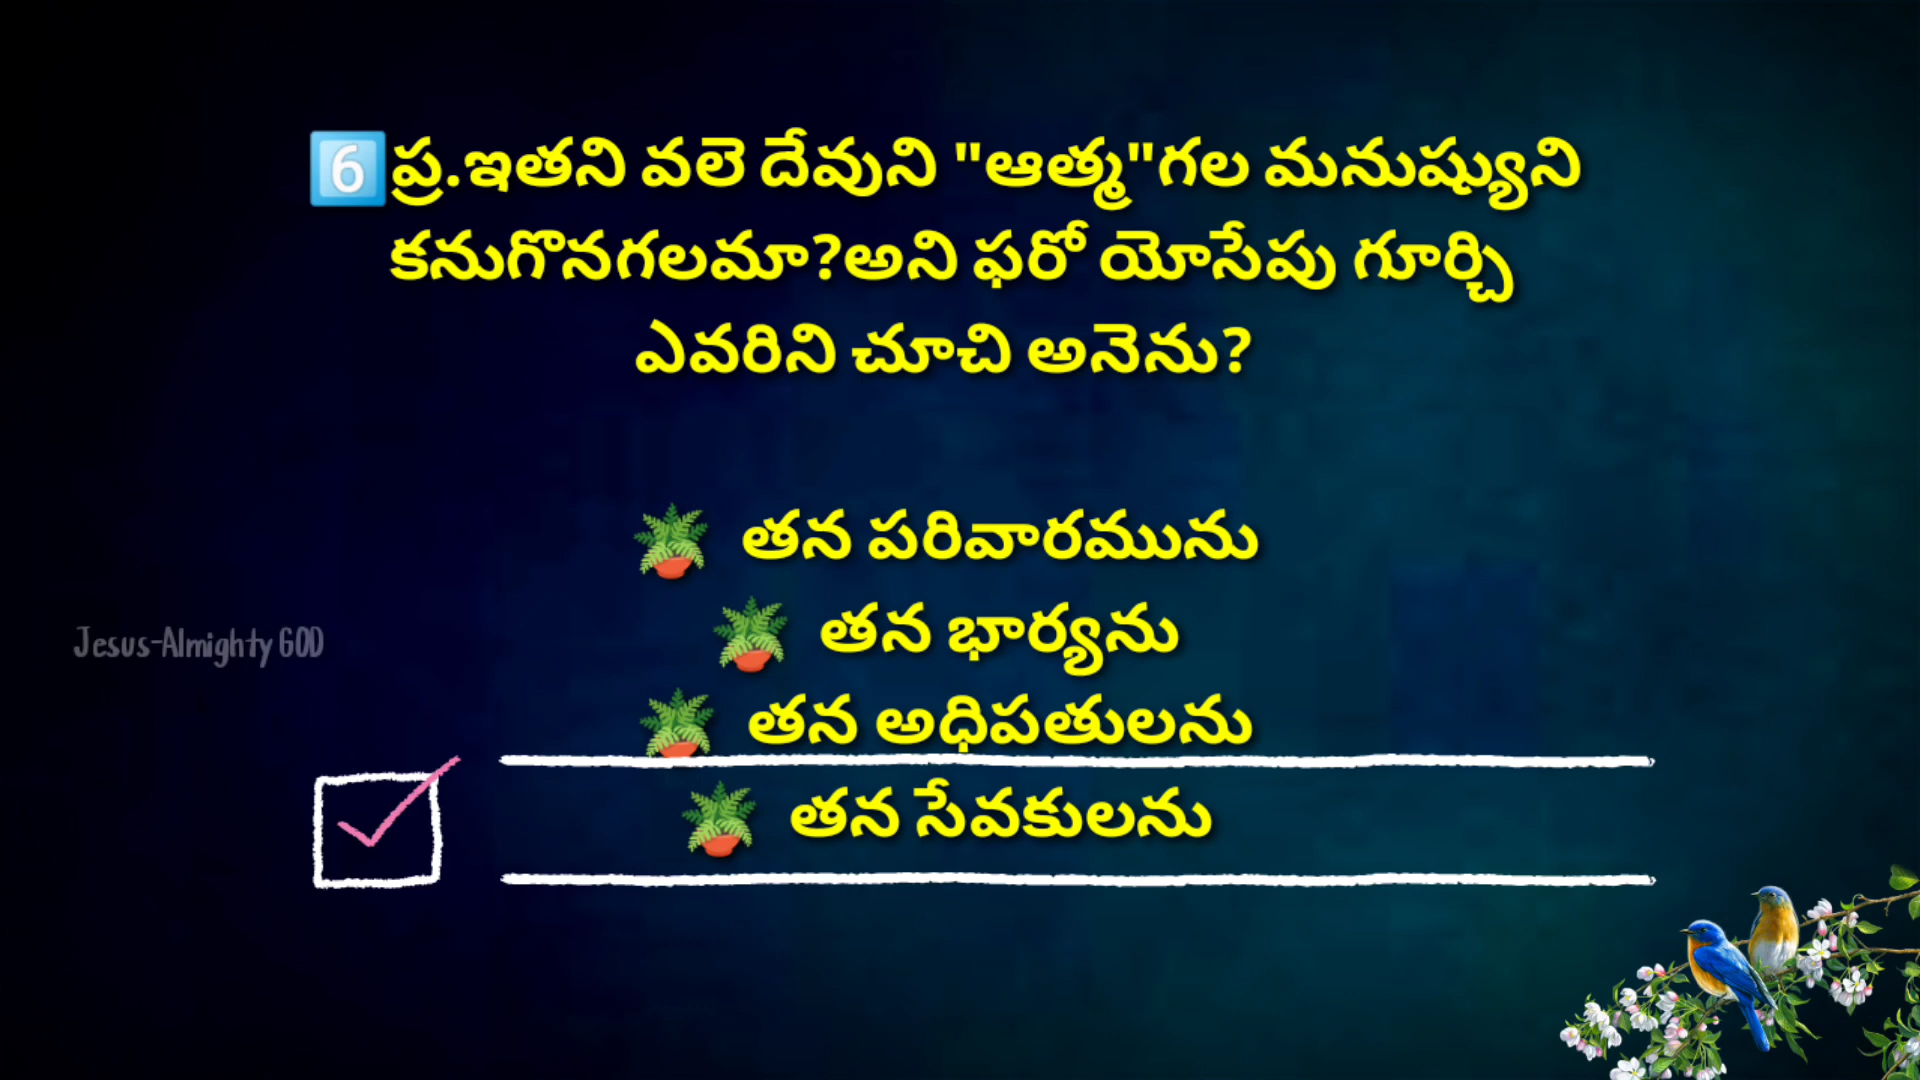 6️⃣ప్ర.ఇతని వలె దేవుని "ఆత్మ"గల మనుష్యుని
కనుగొనగలమా?అని ఫరో యోసేపు గూర్చి
ఎవరిని చూచి అనెను?
🪴 తన పరివారమును
🪴 తన భార్యను
🪴 తన అధిపతులను
🪴 తన సేవకులను
Jesus-Almighty GOD